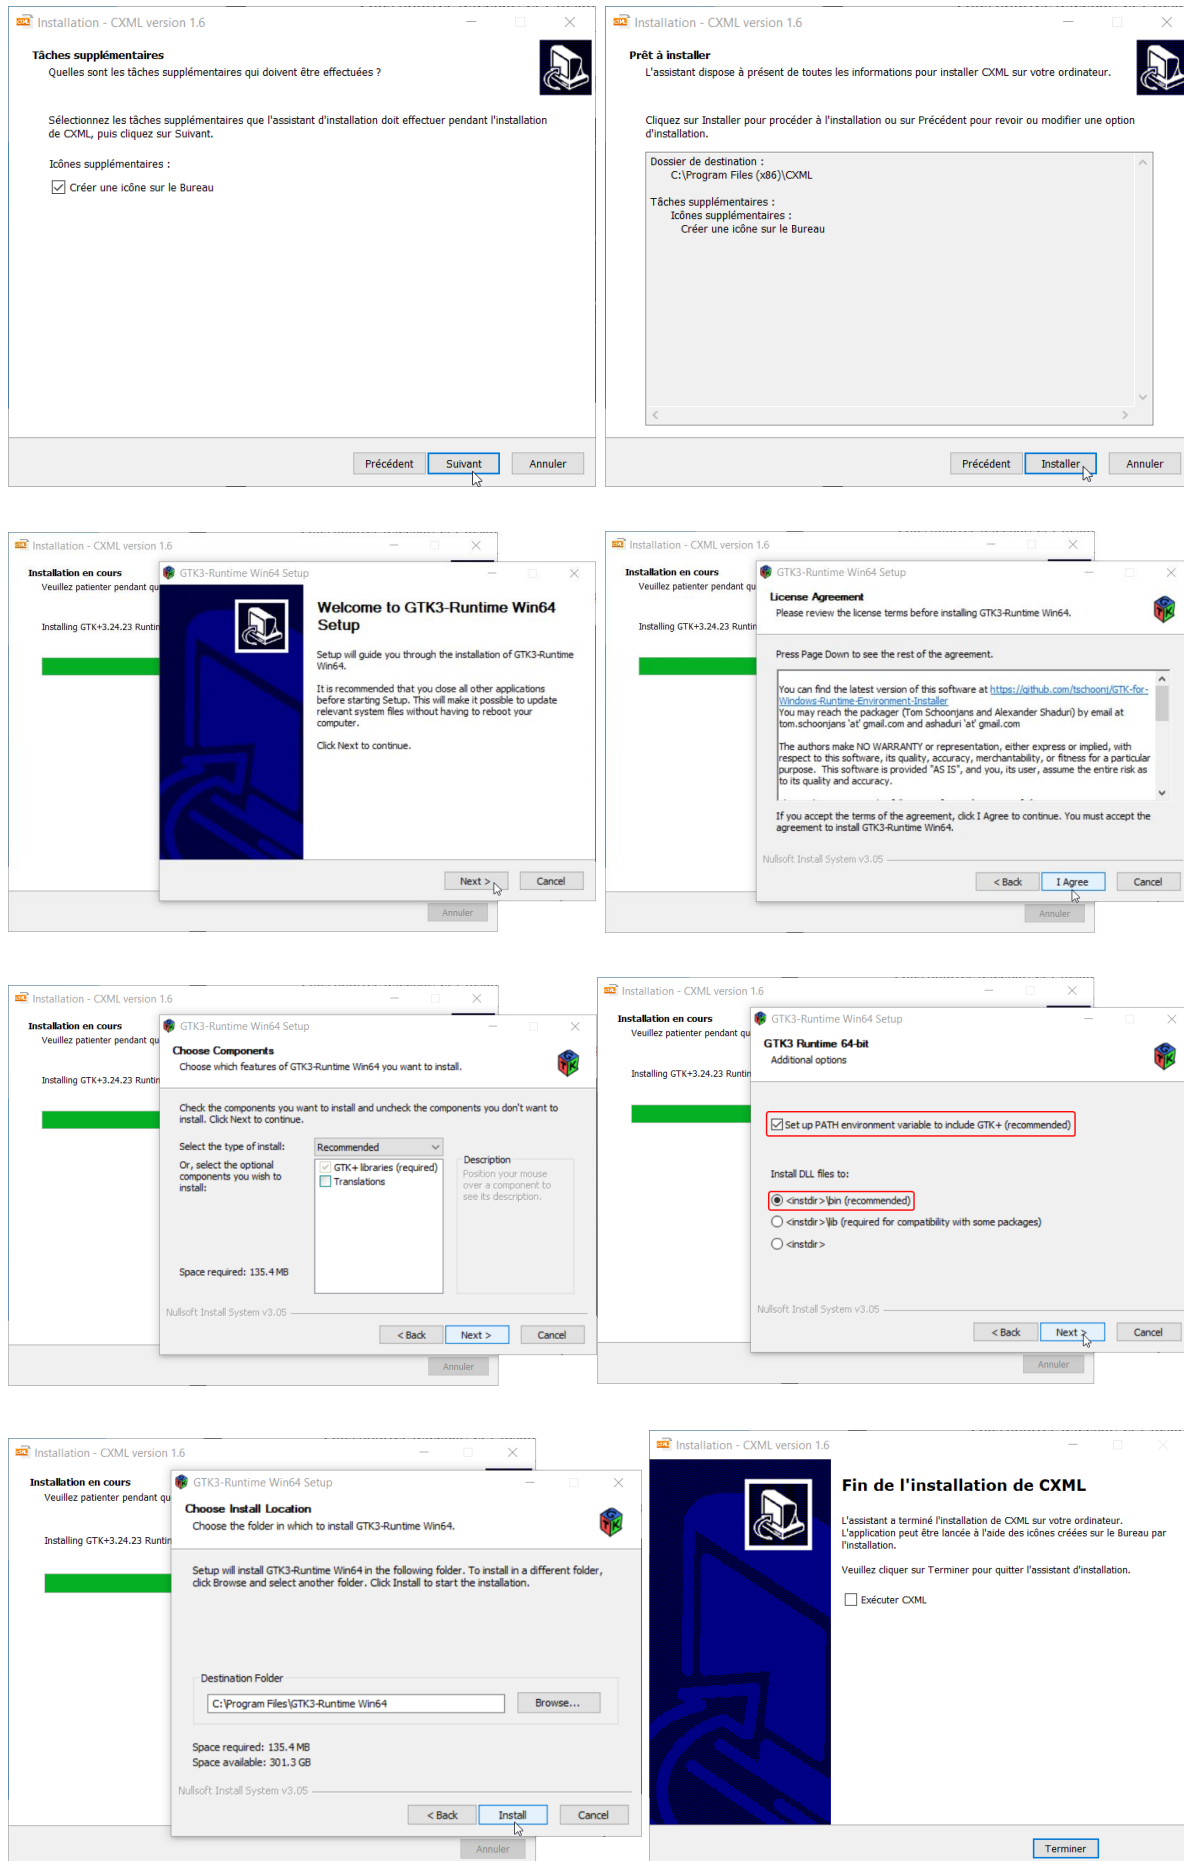 Installation - CXML version 1.6
Tâches supplémentaires
Quelles sont les tâches supplémentaires qui doivent être effectuées ?
Sélectionnez les tâches supplémentaires que l'assistant d'installation doit effectuer pendant l'installation
de CXML, puis cliquez sur Suivant.
Icônes supplémentaires :
Créer une icône sur le Bureau
Précédent
Suivant
Annuler
Installation - CXML version 1.6
Prêt à installer
L'assistant dispose à présent de toutes les informations pour installer CXML sur votre ordinateur.
Cliquez sur Installer pour procéder à l'installation ou sur Précédent pour revoir ou modifier une option
d'installation.
Dossier de destination :
C:\Program Files (x86)\CXML
Tâches supplémentaires :
Icônes supplémentaires :
Créer une icône sur le Bureau
Précédent
Installer
Annuler
Installation - CXML version 1.6
Installation en cours
Veuillez patienter pendant qu
Installing GTK+3.24.23 Runtin
GTK3-Runtime Win64 Setup
Welcome to GTK3-Runtime Win64
Setup
Setup will guide you through the installation of GTK3-Runtime
Win64.
It is recommended that you close all other applications
before starting Setup. This will make it possible to update
relevant system files without having to reboot your
computer.
Click Next to continue.
Next >
Cancel
Annuler
Installation - CXML version 1.6
Installation en cours
Veuillez patienter pendant qu
Installing GTK+3.24.23 Runtin
GTK3-Runtime Win64 Setup
License Agreement
Please review the license terms before installing GTK3-Runtime Win64.
Press Page Down to see the rest of the agreement.
You can find the latest version of this software at https://github.com/tschoonj/GTK-for-
Windows-Runtime-Environment-Installer
You may reach the packager (Tom Schoonjans and Alexander Shaduri) by email at
tom.schoonjans 'at' gmail.com and ashaduri 'at' gmail.com
The authors make NO WARRANTY or representation, either express or implied, with
respect to this software, its quality, accuracy, merchantability, or fitness for a particular
purpose. This software is provided "AS IS", and you, its user, assume the entire risk as
to its quality and accuracy.
If you accept the terms of the agreement, click I Agree to continue. You must accept the
agreement to install GTK3-Runtime Win64.
Nullsoft Install System v3.05
< Back
I Agree
Cancel
Annuler
Installation - CXML version 1.6
Installation en cours
Veuillez patienter pendant qu
Installing GTK+3.24.23 Runtin
GTK3-Runtime Win64 Setup
Choose Components
Choose which features of GTK3-Runtime Win64 you want to install.
Check the components you want to install and uncheck the components you don't want to
install. Click Next to continue.
Select the type of install:
Recommended
Or, select the optional
components you wish to
install:
GTK+ libraries (required)
Translations
Description
Position your mouse
over a component to
see its description.
Space required: 135.4 MB
Nullsoft Install System v3.05
< Back
Next >
Cancel
Annuler
Installation - CXML version 1.6
Installation en cours
Veuillez patienter pendant qu
Installing GTK+3.24.23 Runtin
GTK3-Runtime Win64 Setup
GTK3 Runtime 64-bit
Additional options
Set up PATH environment variable to include GTK+ (recommended)
Install DLL files to:
<instdir>\bin (recommended)
<instdir>\lib (required for compatibility with some packages)
<instdir>
Nullsoft Install System v3.05
< Back
Next >
Cancel
Annuler
Installation - CXML version 1.6
Installation en cours
Veuillez patienter pendant qu
Installing GTK+3.24.23 Runtin
GTK3-Runtime Win64 Setup
Choose Install Location
Choose the folder in which to install GTK3-Runtime Win64.
Setup will install GTK3-Runtime Win64 in the following folder. To install in a different folder,
click Browse and select another folder. Click Install to start the installation.
Destination Folder
C:\Program Files\GTK3-Runtime Win64
Browse...
Space required: 135.4 MB
Space available: 301.3 GB
Nullsoft Install System v3.05
< Back
Install
Cancel
Annuler
Installation - CXML version 1.6
Fin de l'installation de CXML
L'assistant a terminé l'installation de CXML sur votre ordinateur.
L'application peut être lancée à l'aide des icônes créées sur le Bureau par
l'installation.
Veuillez cliquer sur Terminer pour quitter l'assistant d'installation.
Exécuter CXML
Terminer